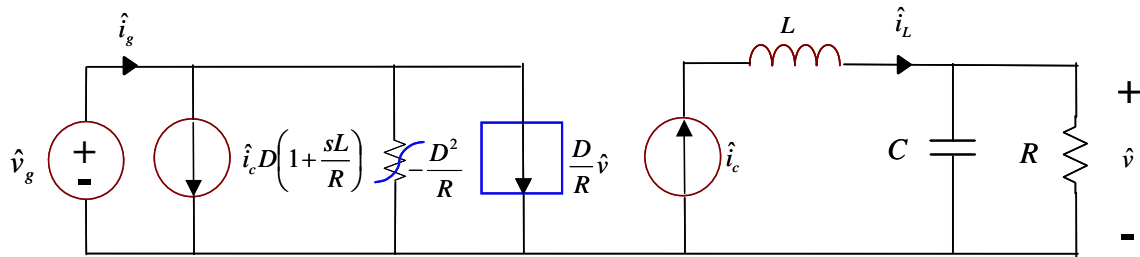 î_g
v̂_g
+
-
î_c D(1+sL/R)
-D²/R
D/R v̂
î_c
L
î_L
C
R
+
v̂
-